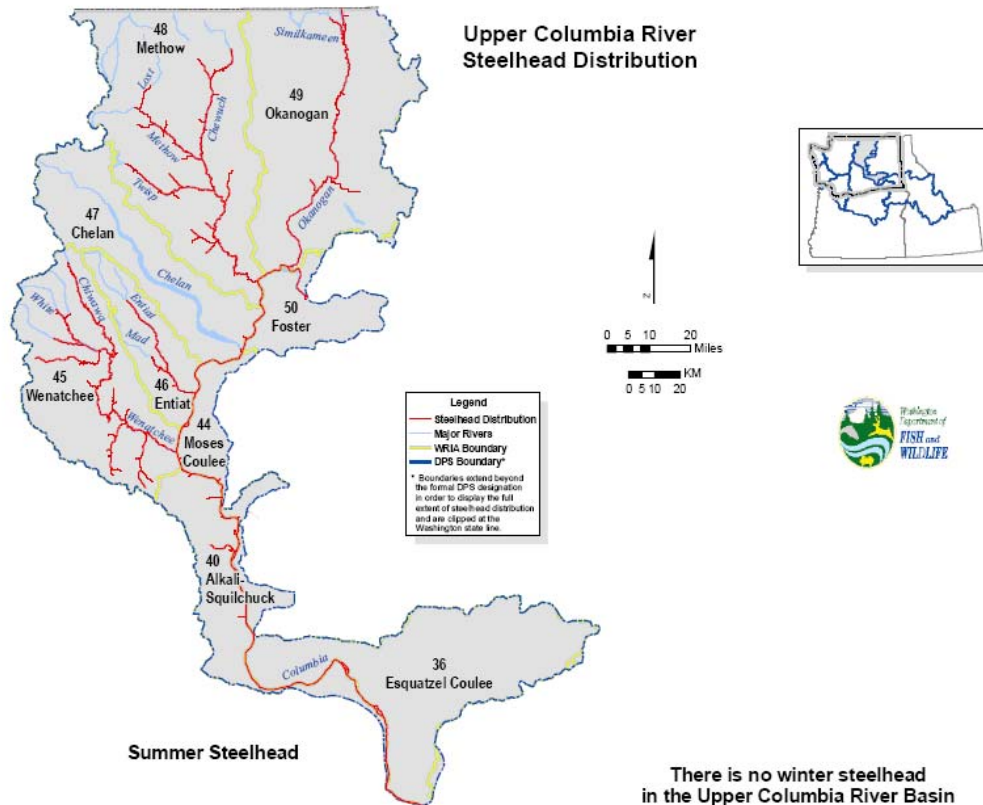 Upper Columbia River
Steelhead Distribution
48
Methow
Similkameen
Lost
Chewuch
49
Okanogan
Methow
Twisp
Okanogan
47
Chelan
Chelan
50
Foster
White
Chiwawa
Entiat
Mad
45
Wenatchee
46
Entiat
Wenatchee
44
Moses
Coulee
N
0 5 10 20
Miles
KM
0 5 10 20
Legend
Steelhead Distribution
Major Rivers
WRIA Boundary
DPS Boundary*
* Boundaries extend beyond
the formal DPS designation
in order to display the full
extent of steelhead distribution
and are clipped at the
Washington state line.
Washington
Department of
FISH and
WILDLIFE
40
Alkali-
Squilchuck
Columbia
36
Esquatzel Coulee
Summer Steelhead
There is no winter steelhead
in the Upper Columbia River Basin